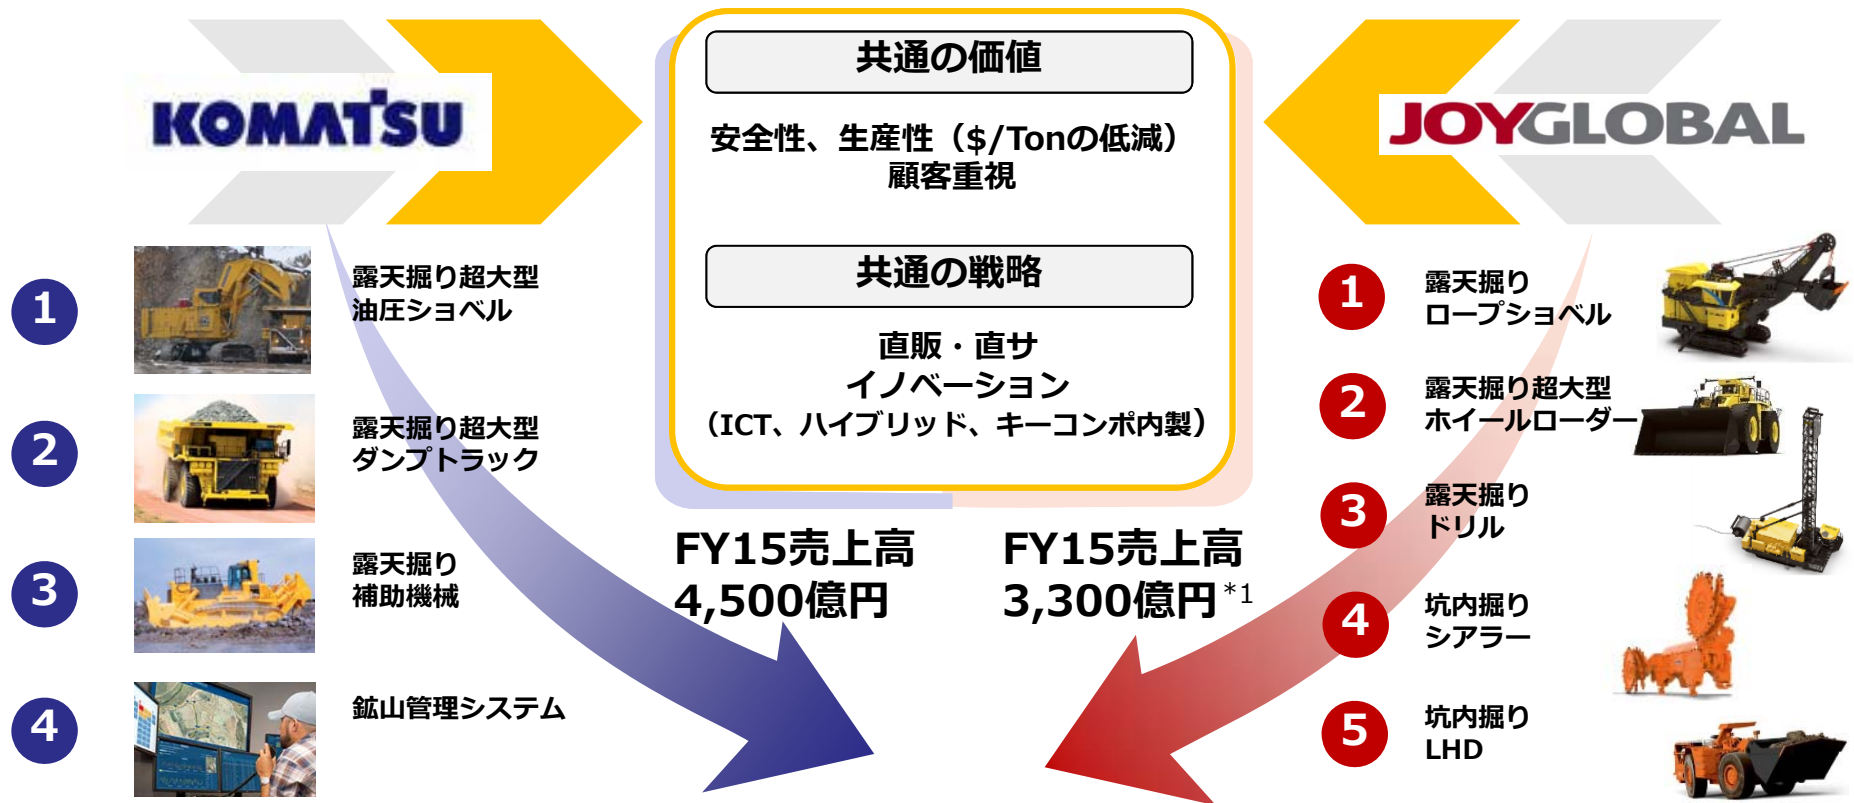 KOMATSU
1
露天掘り超大型
油圧ショベル
2
露天掘り超大型
ダンプトラック
3
露天掘り
補助機械
4
鉱山管理システム
共通の価値
安全性、生産性（$/Tonの低減）
顧客重視
共通の戦略
直販・直サ
イノベーション
（ICT、ハイブリッド、キーコンポ内製）
FY15売上高
4,500億円
FY15売上高
3,300億円*1
JOYGLOBAL
1
露天掘り
ロープショベル
2
露天掘り超大型
ホイールローダー
3
露天掘り
ドリル
4
坑内掘り
シアラー
5
坑内掘り
LHD